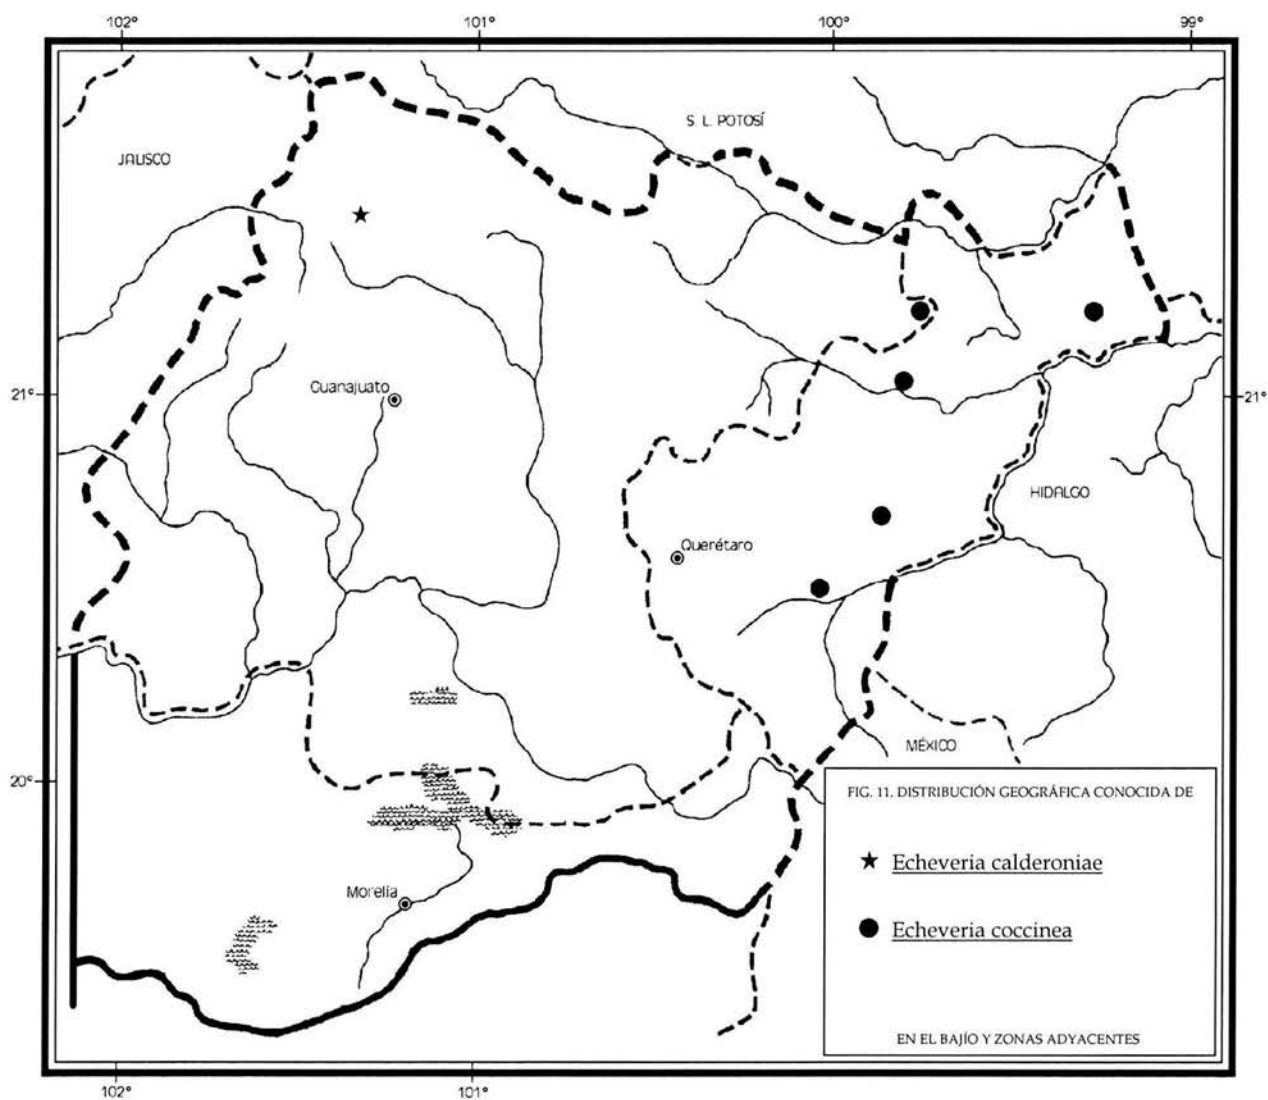 102°
101°
100°
99°
S. L. POTOSÍ
JALISCO
Guanajuato
21°
21°
HIDALGO
Querétaro
MÉXICO
20°
FIG. 11. DISTRIBUCIÓN GEOGRÁFICA CONOCIDA DE
Echeveria calderoniae
Morelia
Echeveria coccinea
EN EL BAJÍO Y ZONAS ADYACENTES
102°
101°